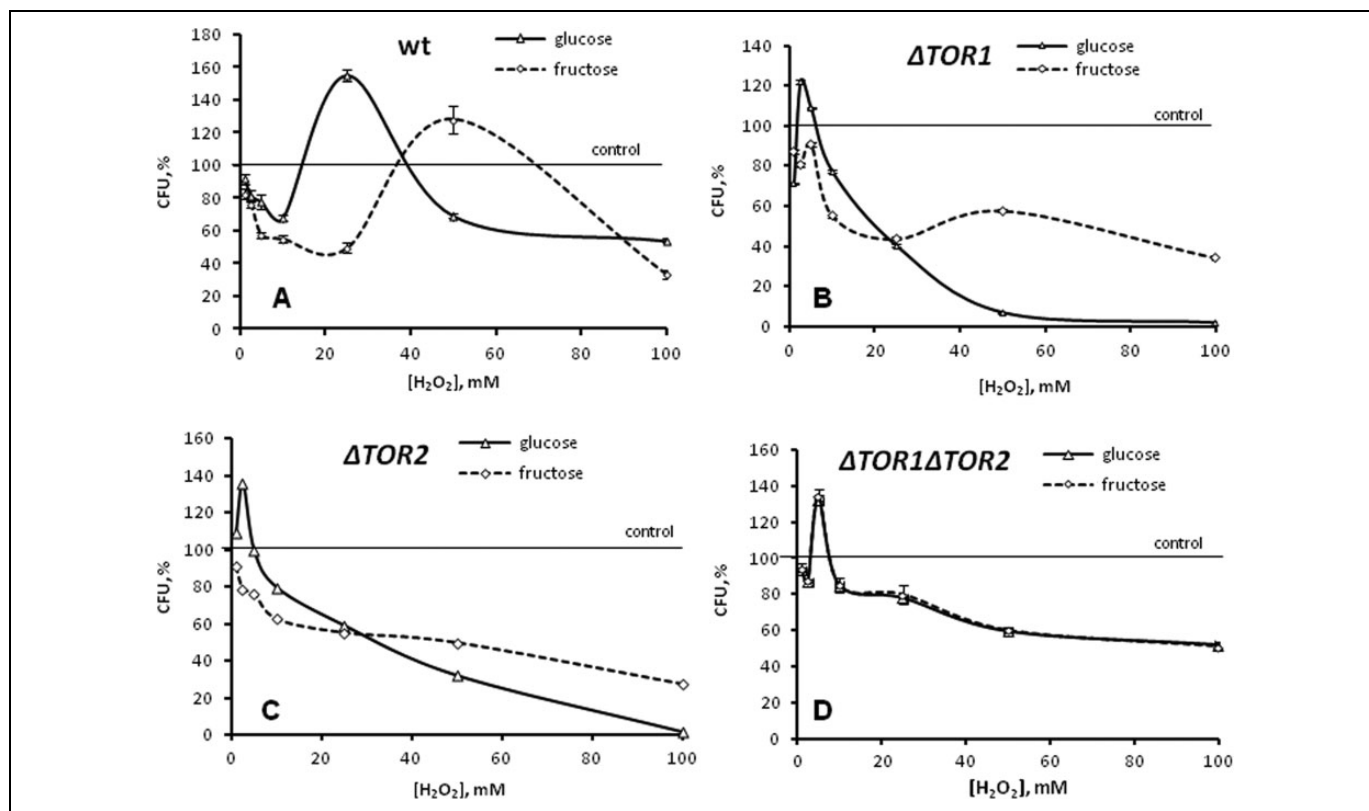 wt
glucose
fructose
180
160
140
120
100
80
60
40
20
0
CFU,%
control
A
0 20 40 60 80 100
[H₂O₂], mM
ΔTOR1
glucose
fructose
140
120
100
80
60
40
20
0
CFU,%
control
B
0 20 40 60 80 100
[H₂O₂], mM
ΔTOR2
glucose
fructose
160
140
120
100
80
60
40
20
0
CFU,%
control
C
0 20 40 60 80 100
[H₂O₂], mM
ΔTOR1ΔTOR2
glucose
fructose
160
140
120
100
80
60
40
20
0
CFU,%
control
D
0 20 40 60 80 100
[H₂O₂], mM